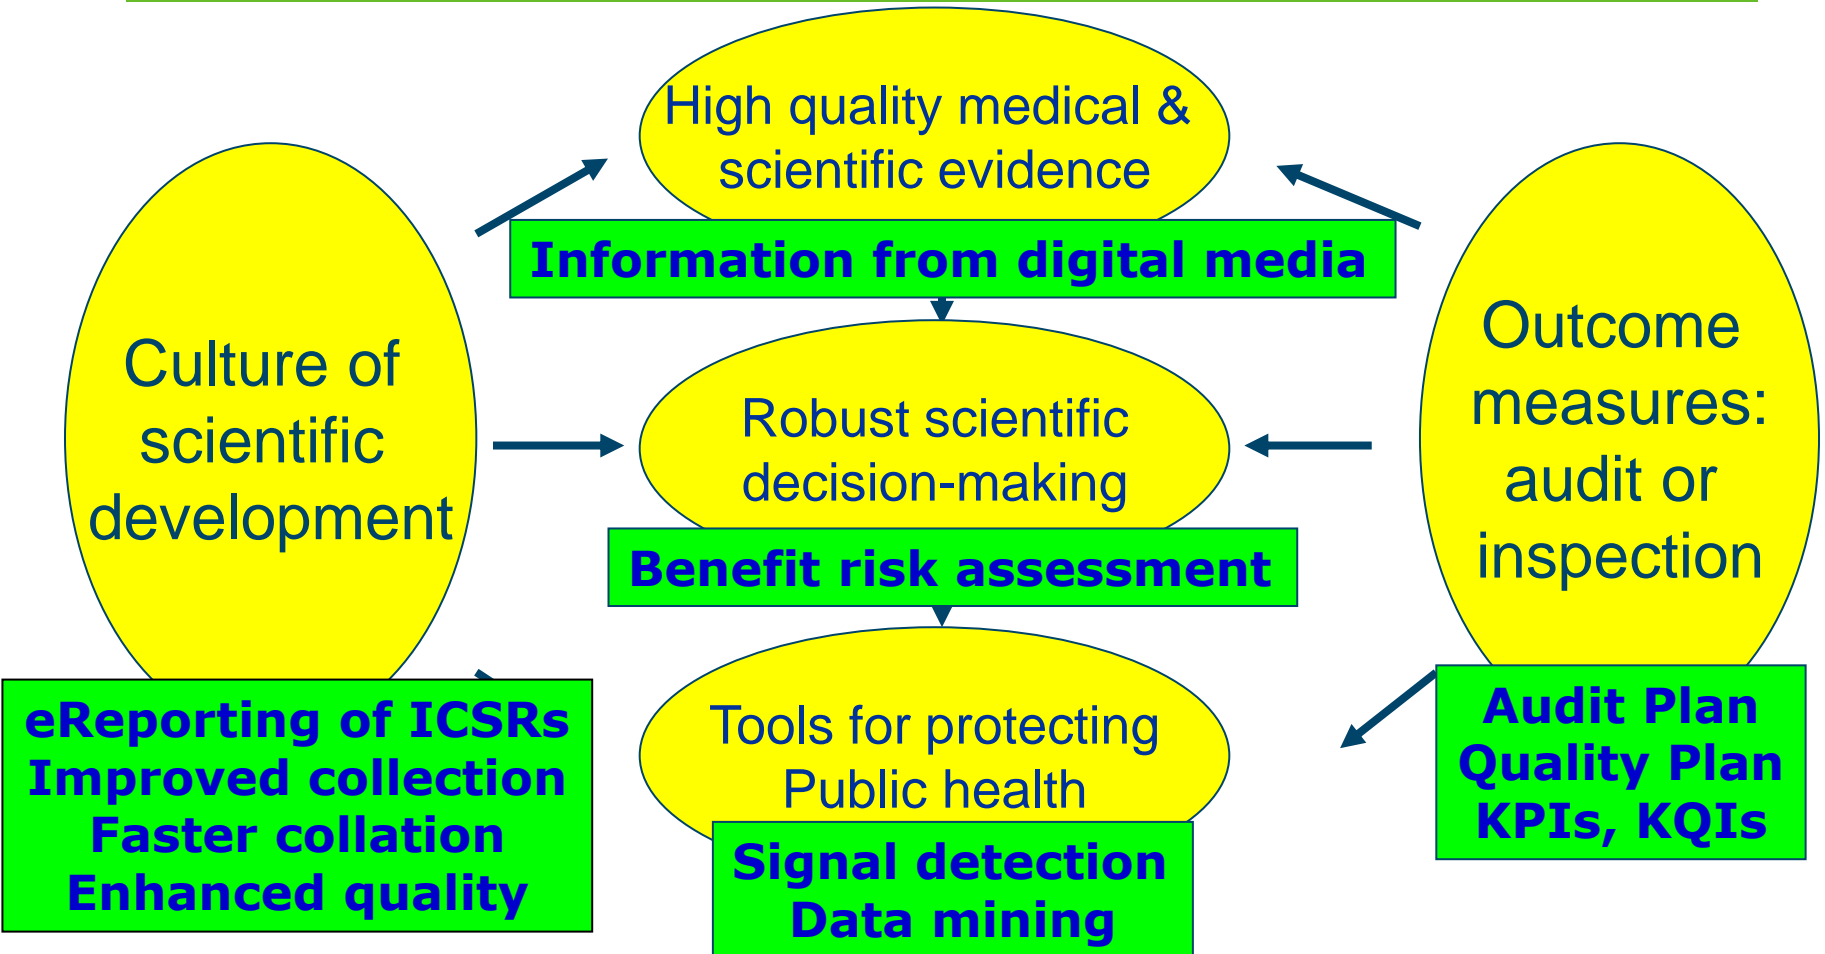 High quality medical &
scientific evidence
Information from digital media
Culture of
scientific
development
Robust scientific
decision-making
Benefit risk assessment
Outcome
measures:
audit or
inspection
eReporting of ICSRs
Improved collection
Faster collation
Enhanced quality
Tools for protecting
Public health
Signal detection
Data mining
Audit Plan
Quality Plan
KPIs, KQIs